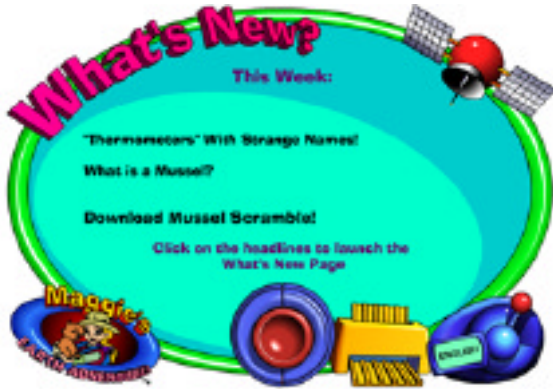 What's New?
This Week:
"Thermometers" With Strange Names!
What is a Mussel?
Download Mussel Scramble!
Click on the headlines to launch the
What's New Page
Maggie's
EARTH ADVENTURES
ENGLISH